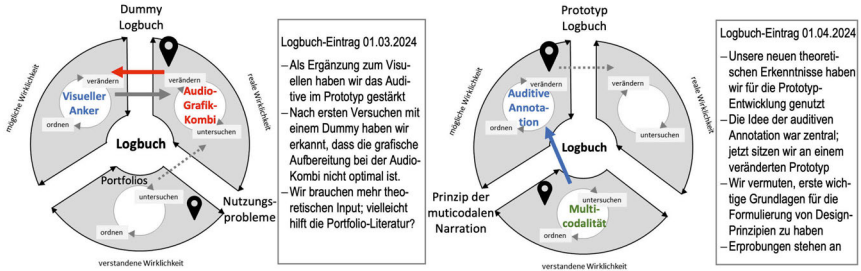 Dummy
Logbuch
mögliche Wirklichkeit
reale Wirklichkeit
verändern
verändern
Visueller
Anker
Audio-
Grafik-
Kombi
ordnen
untersuchen
Logbuch
Portfolios
untersuchen
Nutzungs-
probleme
ordnen
verstandene Wirklichkeit
Logbuch-Eintrag 01.03.2024
– Als Ergänzung zum Visu-
ellen haben wir das Audi-
tive im Prototyp gestärkt
– Nach ersten Versuchen mit
einem Dummy haben wir
erkannt, dass die grafische
Aufbereitung bei der Audio-
Kombi nicht optimal ist.
– Wir brauchen mehr theo-
retischen Input; vielleicht
hilft die Portfolio-Literatur?
Prototyp
Logbuch
mögliche Wirklichkeit
reale Wirklichkeit
verändern
verändern
Auditive
Annota-
tion
ordnen
untersuchen
Logbuch
Prinzip der
muticodalen
Narration
untersuchen
Multi-
codalität
ordnen
verstandene Wirklichkeit
Logbuch-Eintrag 01.04.2024
– Unsere neuen theoreti-
schen Erkenntnisse haben
wir für die Prototyp-
Entwicklung genutzt
– Die Idee der auditiven
Annotation war zentral;
jetzt sitzen wir an einem
veränderten Prototyp
– Wir vermuten, erste wich-
tige Grundlagen für die
Formulierung von Design-
Prinzipien zu haben
– Erprobungen stehen an